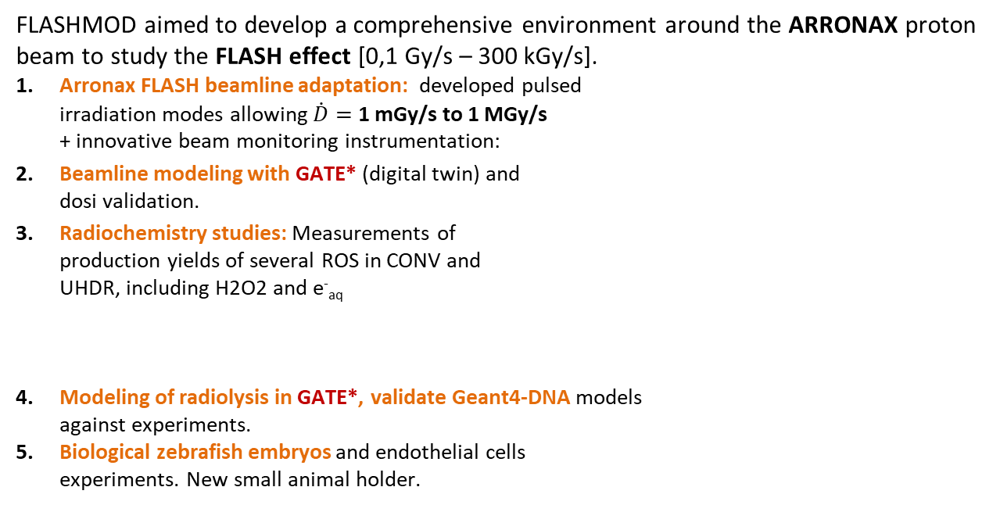 FLASHMOD aimed to develop a comprehensive environment around the ARRONAX proton
beam to study the FLASH effect [0,1 Gy/s – 300 kGy/s].
1. Arronax FLASH beamline adaptation: developed pulsed
irradiation modes allowing Ḋ = 1 mGy/s to 1 MGy/s
+ innovative beam monitoring instrumentation:
2. Beamline modeling with GATE* (digital twin) and
dosi validation.
3. Radiochemistry studies: Measurements of
production yields of several ROS in CONV and
UHDR, including H2O2 and e⁻aq
4. Modeling of radiolysis in GATE*, validate Geant4-DNA models
against experiments.
5. Biological zebrafish embryos and endothelial cells
experiments. New small animal holder.